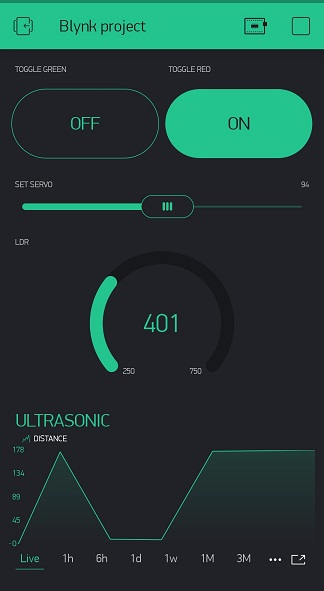 Blynk project
TOGGLE GREEN TOGGLE RED
OFF ON
SET SERVO 94
LDR
401
250 750
ULTRASONIC
DISTANCE
178
134
89
45
-0
Live 1h 6h 1d 1w 1M 3M